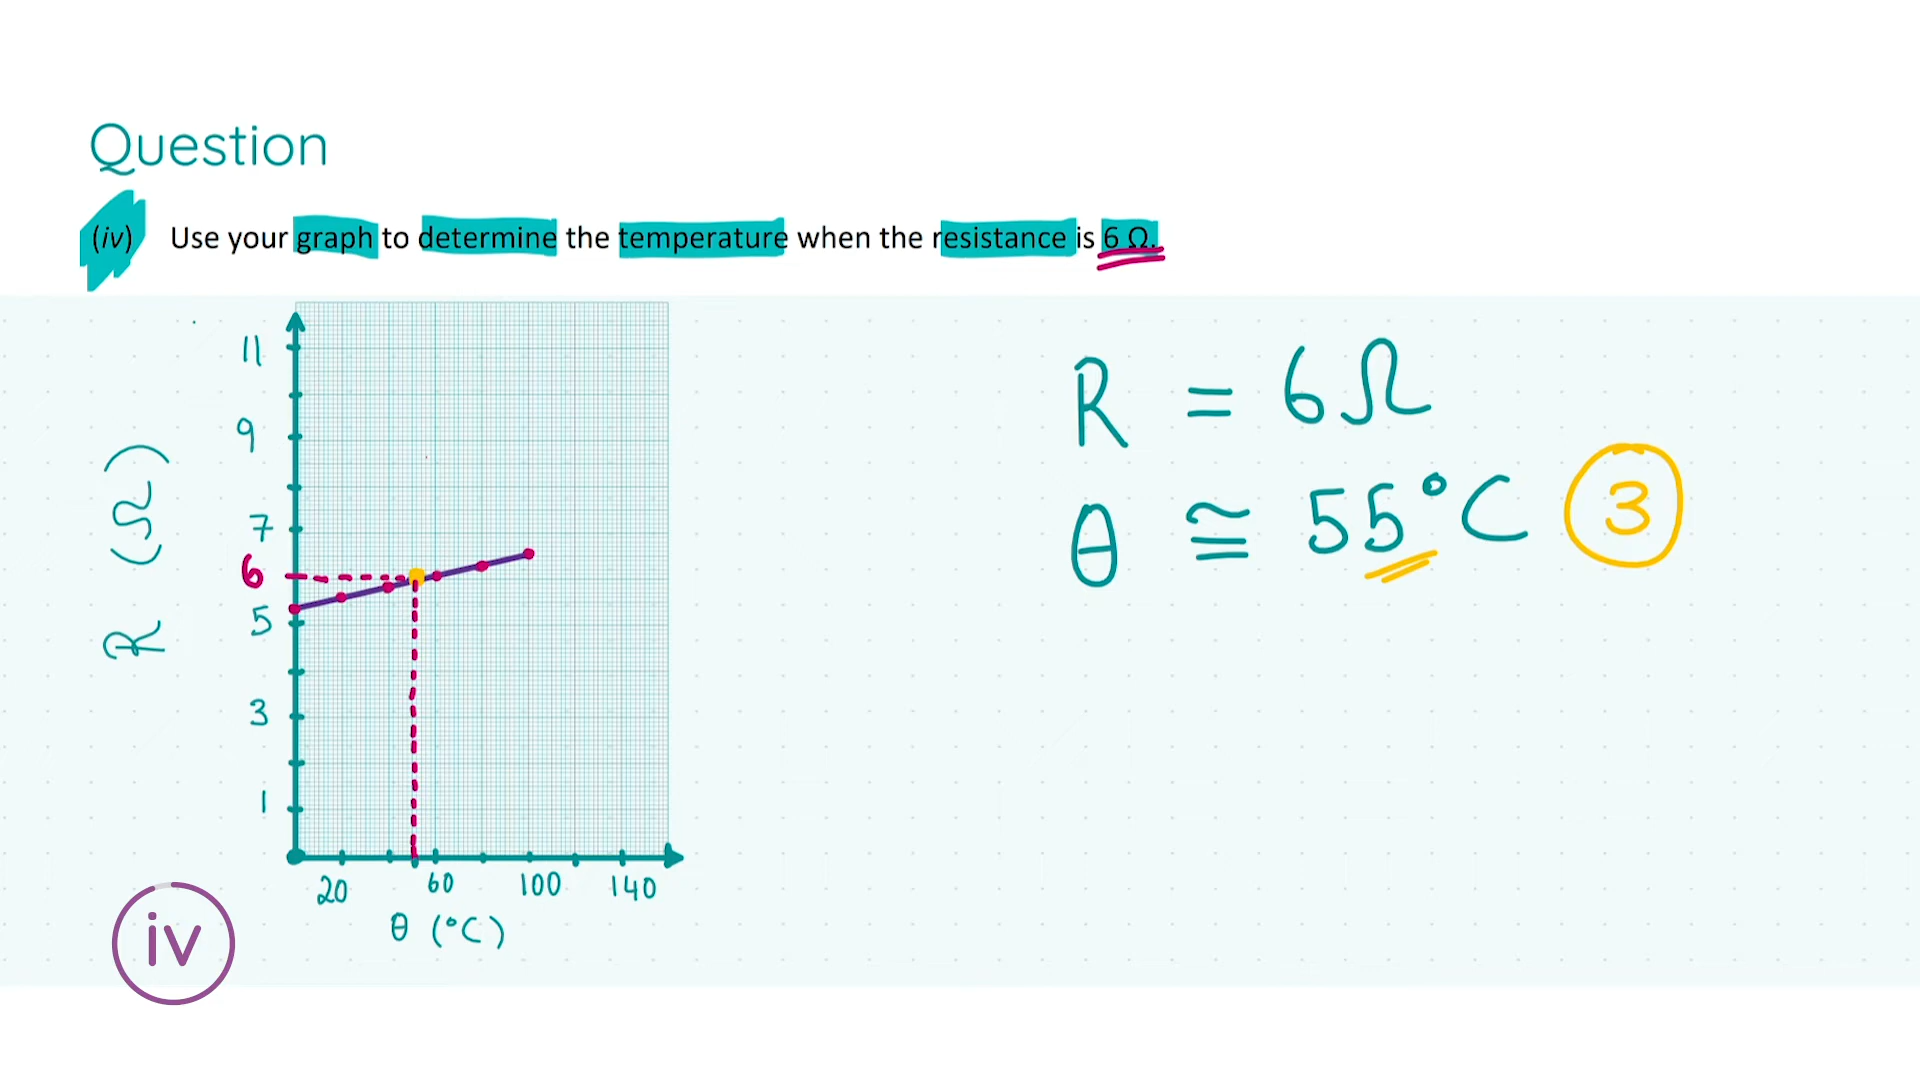 Question
(iv) Use your graph to determine the temperature when the resistance is 6 Ω.
R (Ω)
11
9
7
6
5
3
1
20 60 100 140
θ (°C)
R = 6Ω
θ ≅ 55°C ③
iv